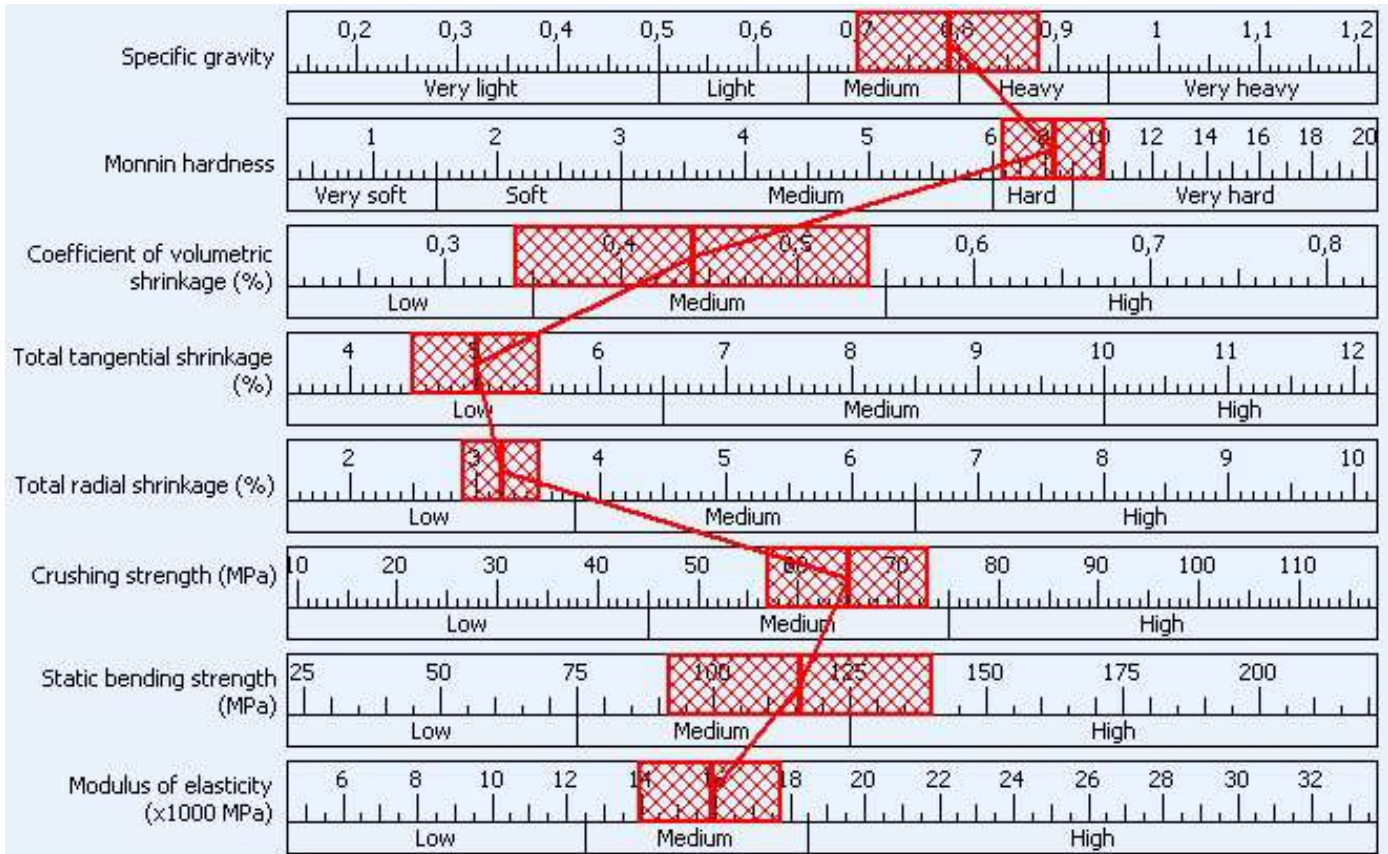 0,2 0,3 0,4 0,5 0,6 0,7 0,8 0,9 1 1,1 1,2
Specific gravity
Very light Light Medium Heavy Very heavy
1 2 3 4 5 6 8 10 12 14 16 18 20
Monnin hardness
Very soft Soft Medium Hard Very hard
0,3 0,4 0,5 0,6 0,7 0,8
Coefficient of volumetric
shrinkage (%)
Low Medium High
4 5 6 7 8 9 10 11 12
Total tangential shrinkage
(%)
Low Medium High
2 3 4 5 6 7 8 9 10
Total radial shrinkage (%)
Low Medium High
10 20 30 40 50 60 70 80 90 100 110
Crushing strength (MPa)
Low Medium High
25 50 75 100 125 150 175 200
Static bending strength
(MPa)
Low Medium High
6 8 10 12 14 16 18 20 22 24 26 28 30 32
Modulus of elasticity
(x1000 MPa)
Low Medium High